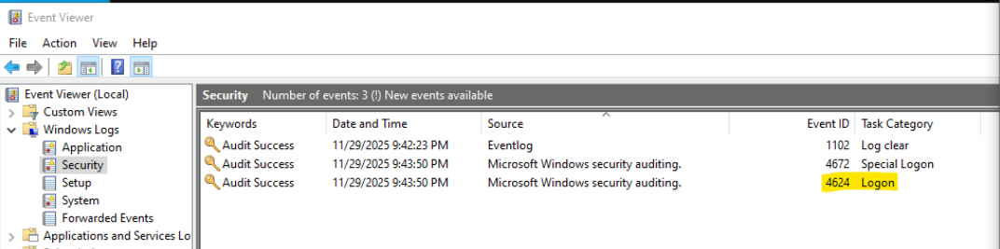 Event Viewer
File Action View Help
Event Viewer (Local)
Custom Views
Windows Logs
Application
Security
Setup
System
Forwarded Events
Applications and Services Lo
Security Number of events: 3 (!) New events available
Keywords Date and Time Source Event ID Task Category
Audit Success 11/29/2025 9:42:23 PM Eventlog 1102 Log clear
Audit Success 11/29/2025 9:43:50 PM Microsoft Windows security auditing. 4672 Special Logon
Audit Success 11/29/2025 9:43:50 PM Microsoft Windows security auditing. 4624 Logon